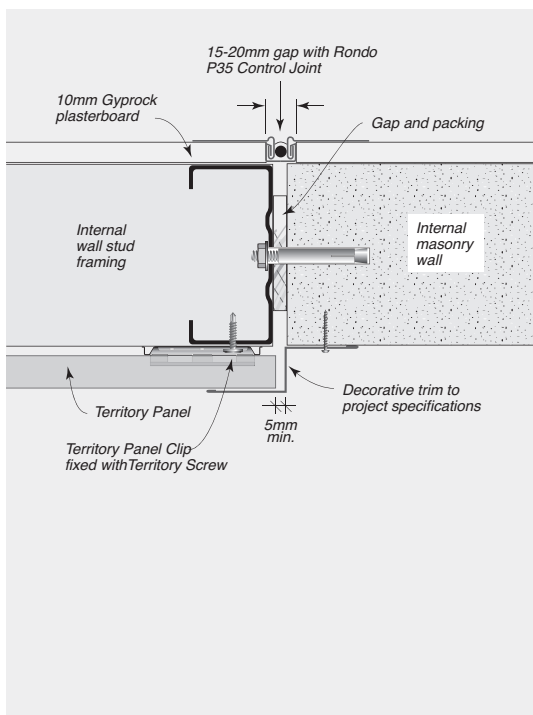 15-20mm gap with Rondo
P35 Control Joint
10mm Gyprock
plasterboard
Gap and packing
Internal
wall stud
framing
Internal
masonry
wall
Territory Panel
Decorative trim to
project specifications
5mm
min.
Territory Panel Clip
fixed withTerritory Screw